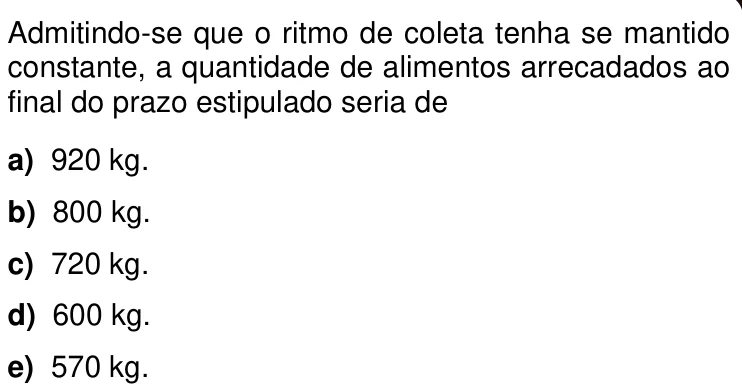 Admitindo-se que o ritmo de coleta tenha se mantido
constante, a quantidade de alimentos arrecadados ao
final do prazo estipulado seria de
a) 920 kg.
b) 800 kg.
c) 720 kg.
d) 600 kg.
e) 570 kg.